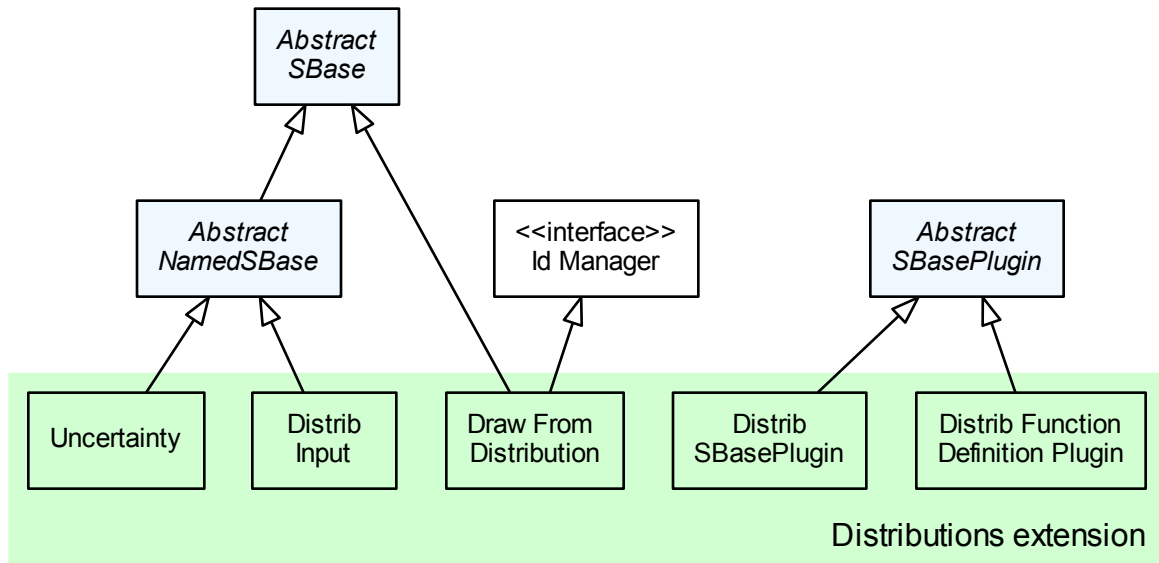 Abstract
SBase
Abstract
NamedSBase
<<interface>>
Id Manager
Abstract
SBasePlugin
Uncertainty
Distrib
Input
Draw From
Distribution
Distrib
SBasePlugin
Distrib Function
Definition Plugin
Distributions extension